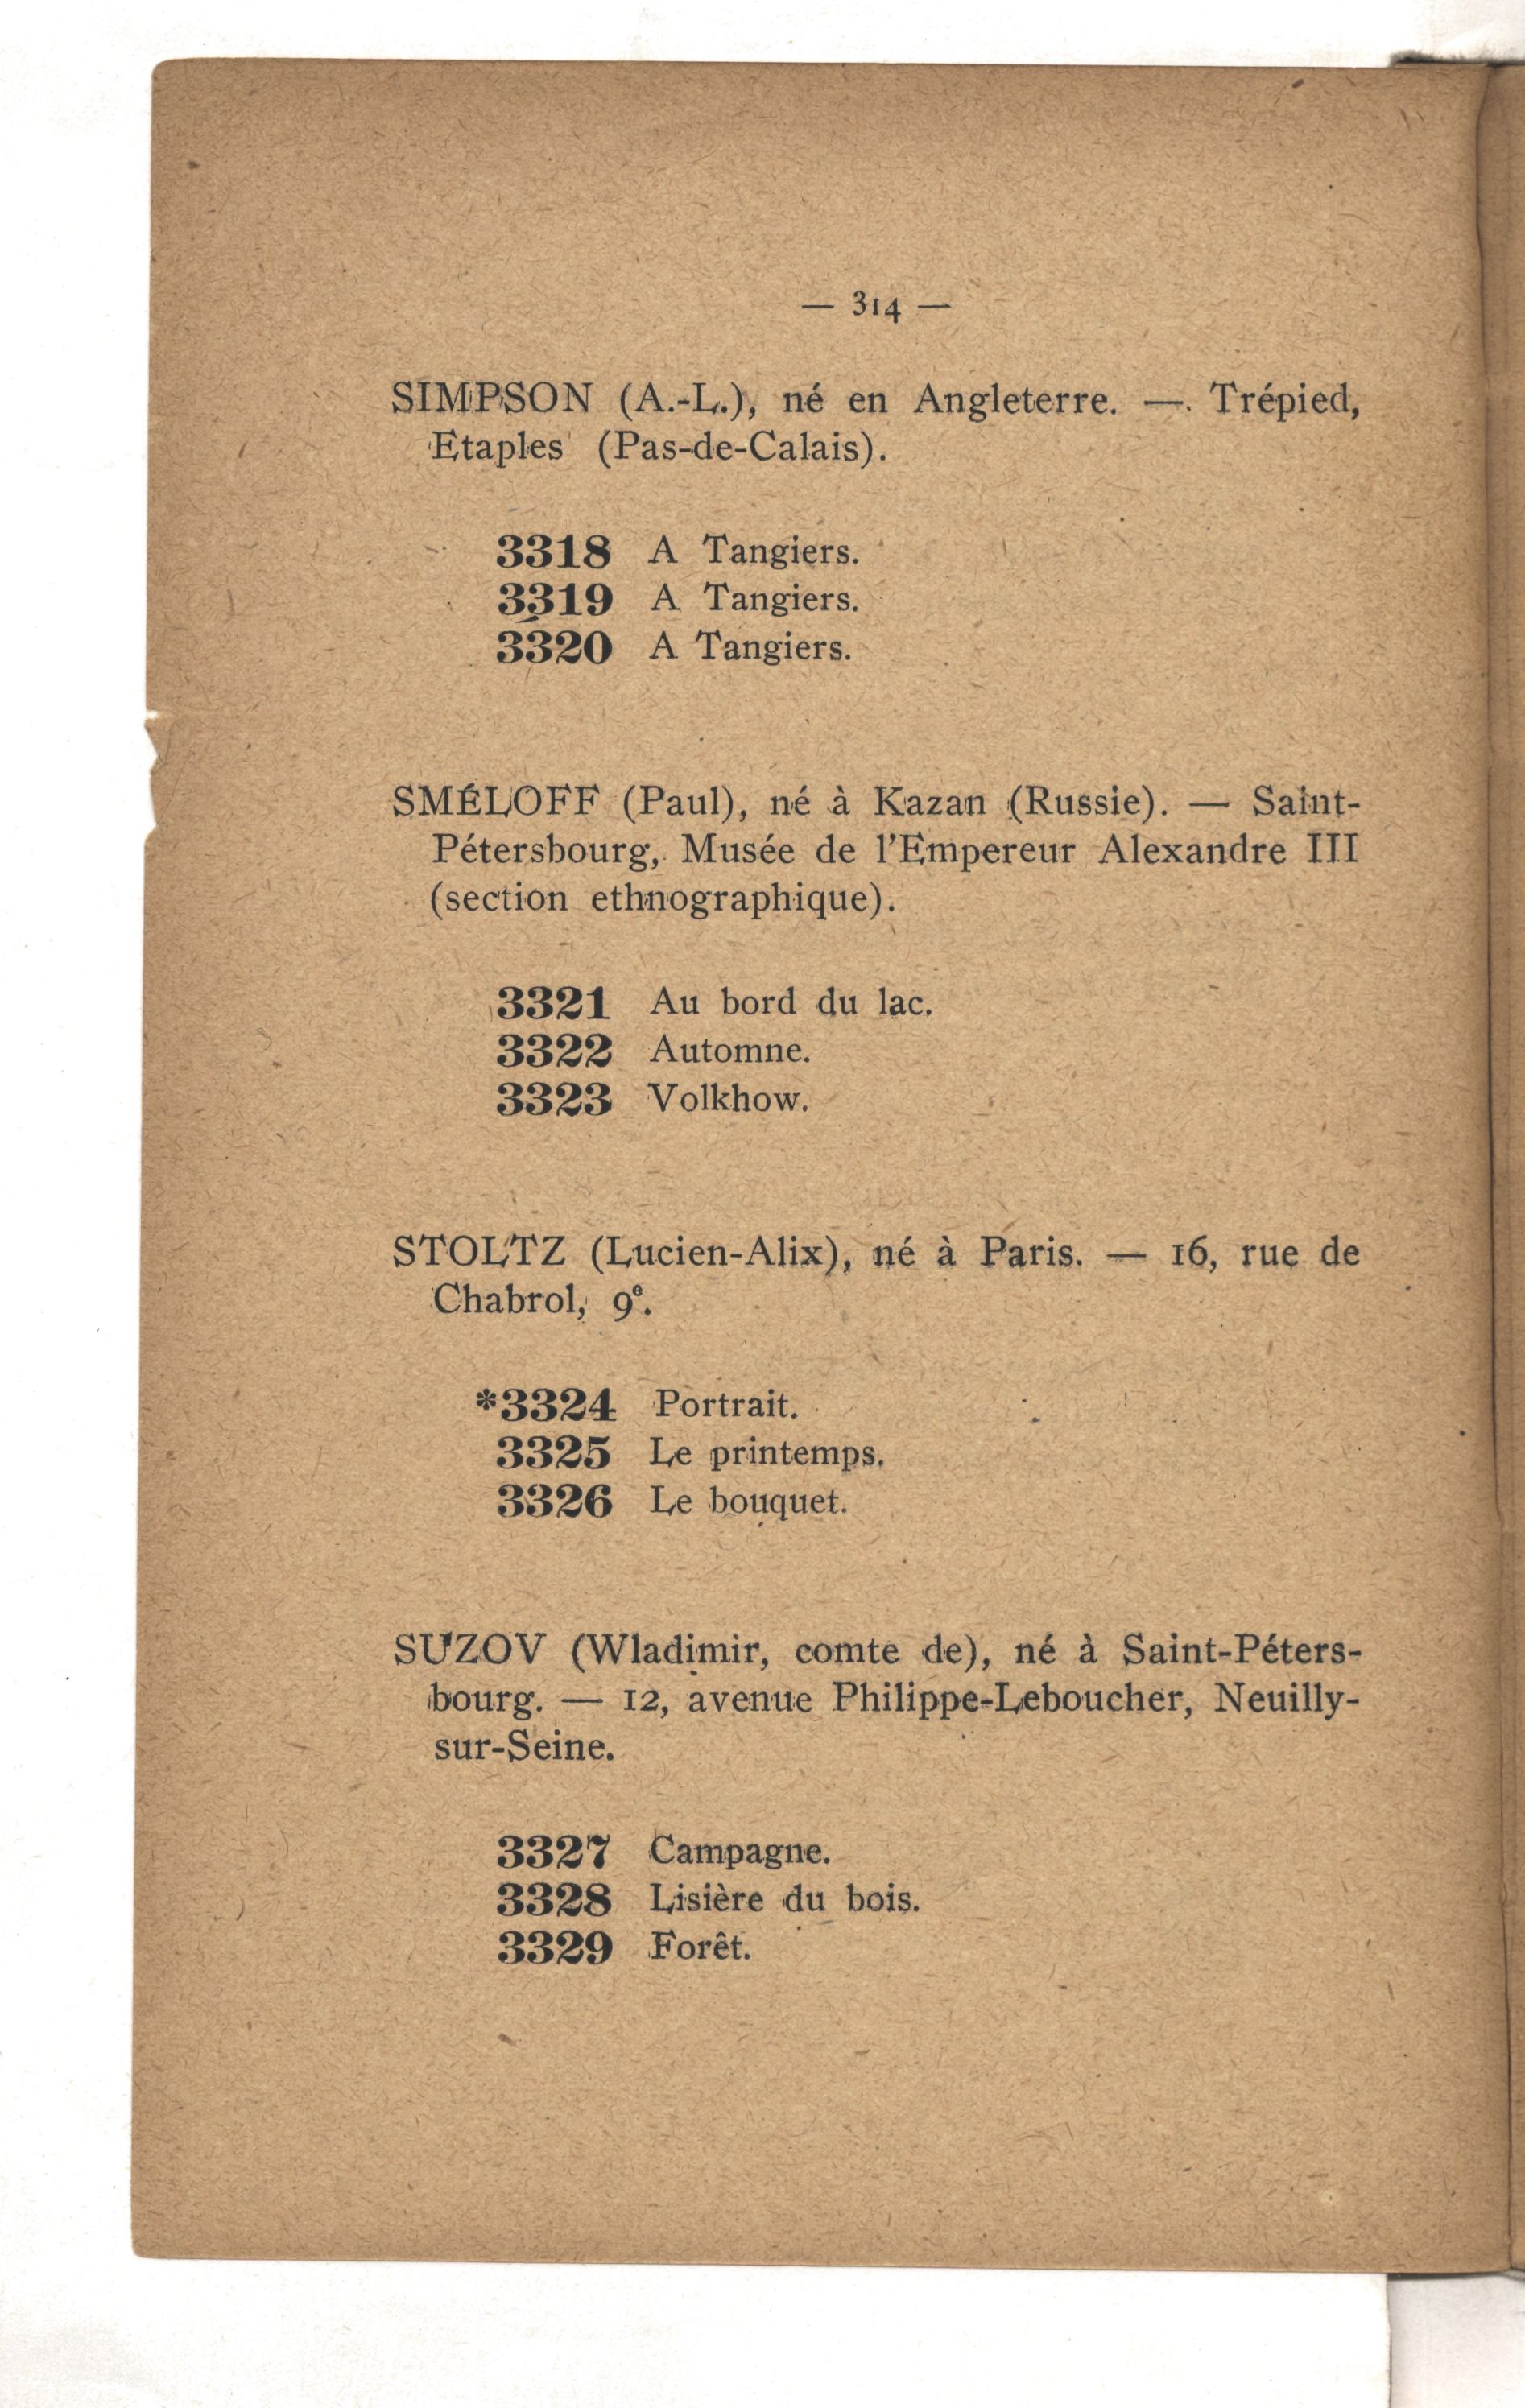 — 314 —
SIMPSON (A.-L.), né en Angleterre. — Trépied,
Etaples (Pas-de-Calais).
3318 A Tangiers.
3319 A Tangiers.
3320 A Tangiers.
SMÉLOFF (Paul), né à Kazan (Russie). — Saint-
Pétersbourg, Musée de l'Empereur Alexandre III
(section ethnographique).
3321 Au bord du lac.
3322 Automne.
3323 Volkhow.
STOLTZ (Lucien-Alix), né à Paris. — 16, rue de
Chabrol, 9e.
*3324 Portrait.
3325 Le printemps.
3326 Le bouquet.
SUZOV (Wladimir, comte de), né à Saint-Péters-
bourg. — 12, avenue Philippe-Leboucher, Neuilly-
sur-Seine.
3327 Campagne.
3328 Lisière du bois.
3329 Forêt.